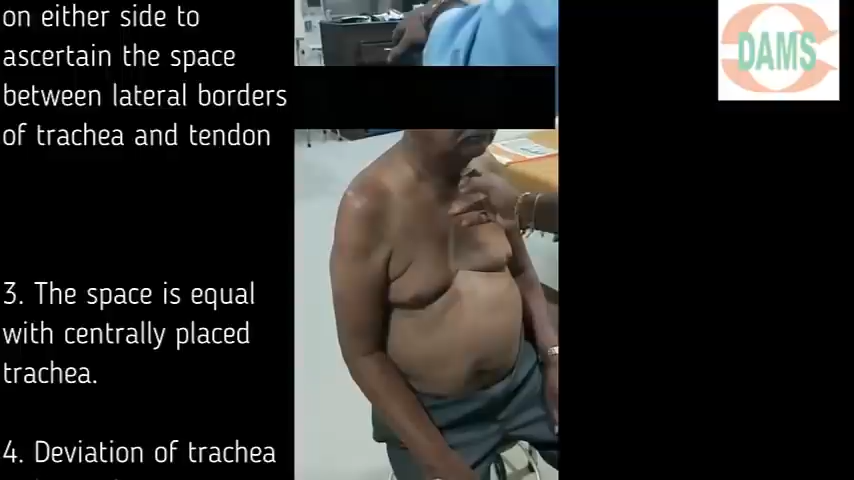 on either side to
ascertain the space
between lateral borders
of trachea and tendon
3. The space is equal
with centrally placed
trachea.
4. Deviation of trachea
DAMS